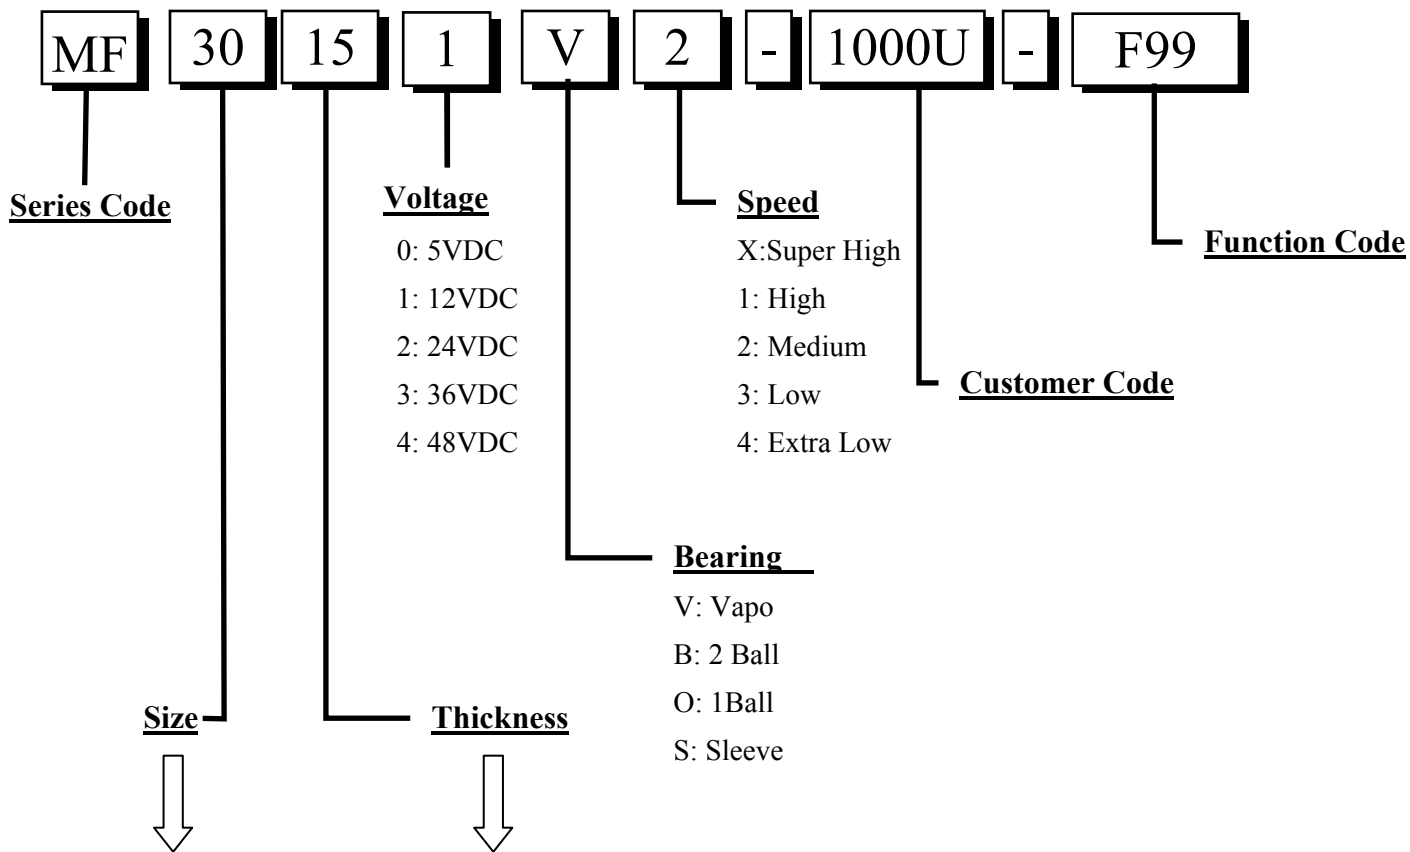 MF 30 15 1 V 2 - 1000U - F99
Series Code
Voltage
0: 5VDC
1: 12VDC
2: 24VDC
3: 36VDC
4: 48VDC
Speed
X:Super High
1: High
2: Medium
3: Low
4: Extra Low
Function Code
Customer Code
Bearing
V: Vapo
B: 2 Ball
O: 1Ball
S: Sleeve
Size
Thickness